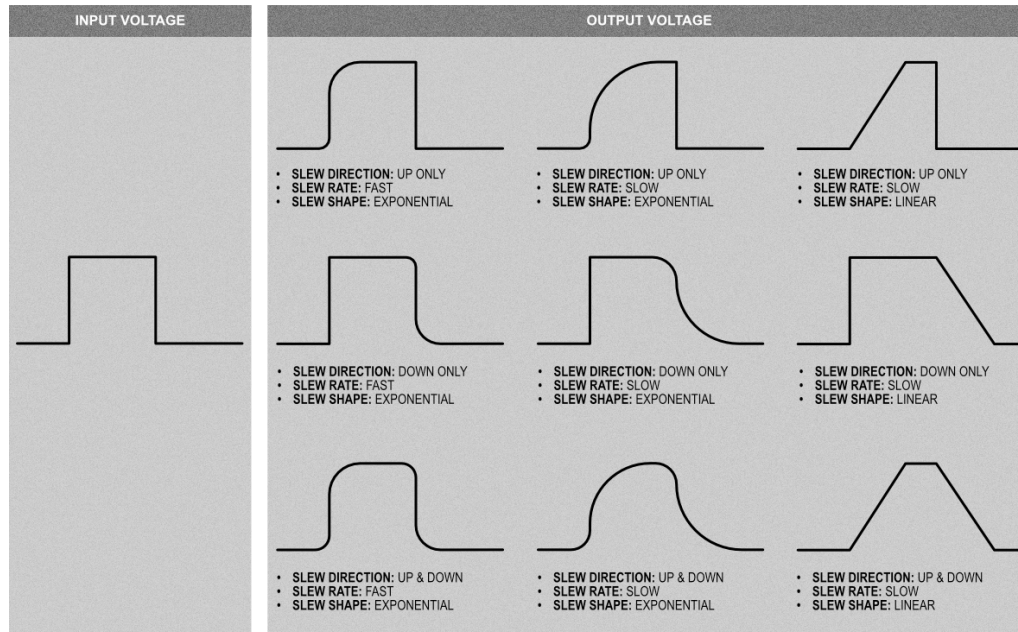 INPUT VOLTAGE
OUTPUT VOLTAGE
• SLEW DIRECTION: UP ONLY
• SLEW RATE: FAST
• SLEW SHAPE: EXPONENTIAL
• SLEW DIRECTION: UP ONLY
• SLEW RATE: SLOW
• SLEW SHAPE: EXPONENTIAL
• SLEW DIRECTION: UP ONLY
• SLEW RATE: SLOW
• SLEW SHAPE: LINEAR
• SLEW DIRECTION: DOWN ONLY
• SLEW RATE: FAST
• SLEW SHAPE: EXPONENTIAL
• SLEW DIRECTION: DOWN ONLY
• SLEW RATE: SLOW
• SLEW SHAPE: EXPONENTIAL
• SLEW DIRECTION: DOWN ONLY
• SLEW RATE: SLOW
• SLEW SHAPE: LINEAR
• SLEW DIRECTION: UP & DOWN
• SLEW RATE: FAST
• SLEW SHAPE: EXPONENTIAL
• SLEW DIRECTION: UP & DOWN
• SLEW RATE: SLOW
• SLEW SHAPE: EXPONENTIAL
• SLEW DIRECTION: UP & DOWN
• SLEW RATE: SLOW
• SLEW SHAPE: LINEAR